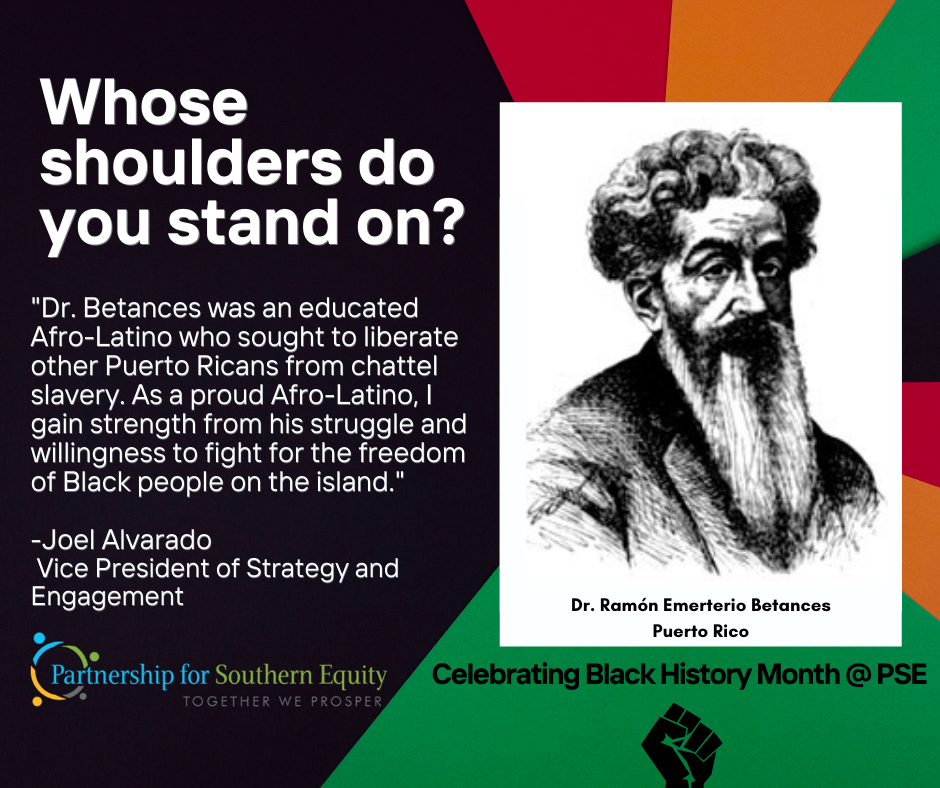 Whose
shoulders do
you stand on?
"Dr. Betances was an educated
Afro-Latino who sought to liberate
other Puerto Ricans from chattel
slavery. As a proud Afro-Latino, I
gain strength from his struggle and
willingness to fight for the freedom
of Black people on the island."
-Joel Alvarado
Vice President of Strategy and
Engagement
Partnership for Southern Equity
TOGETHER WE PROSPER
Dr. Ramón Emerterio Betances
Puerto Rico
Celebrating Black History Month @ PSE